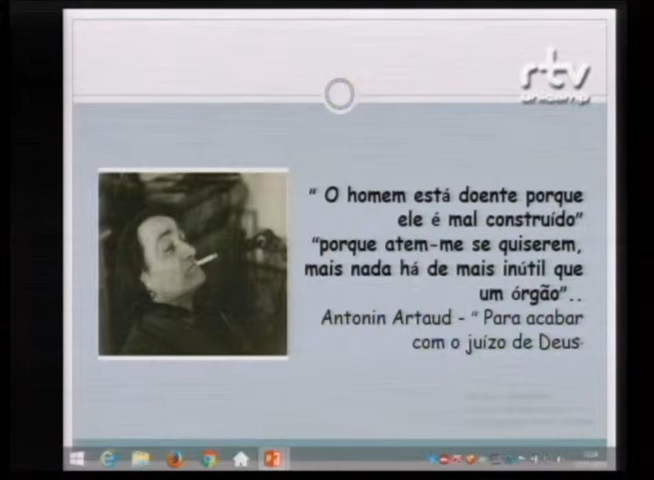 rtv
unicamp
“ O homem está doente porque
ele é mal construído”
“porque atem-me se quiserem,
mais nada há de mais inútil que
um órgão”..
Antonin Artaud - “ Para acabar
com o juízo de Deus